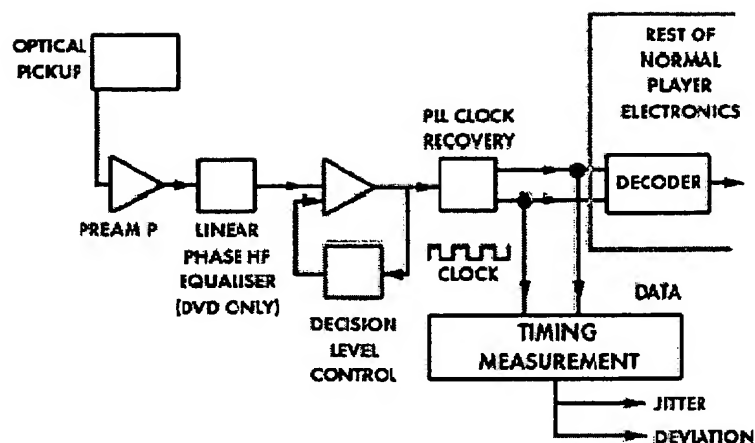 OPTICAL
PICKUP
REST OF
NORMAL
PLAYER
ELECTRONICS
PLL CLOCK
RECOVERY
DECODER
PREAM P
LINEAR
PHASE HF
EQUALISER
(DVD ONLY)
CLOCK
DECISION
LEVEL
CONTROL
DATA
TIMING
MEASUREMENT
JITTER
DEVIATION